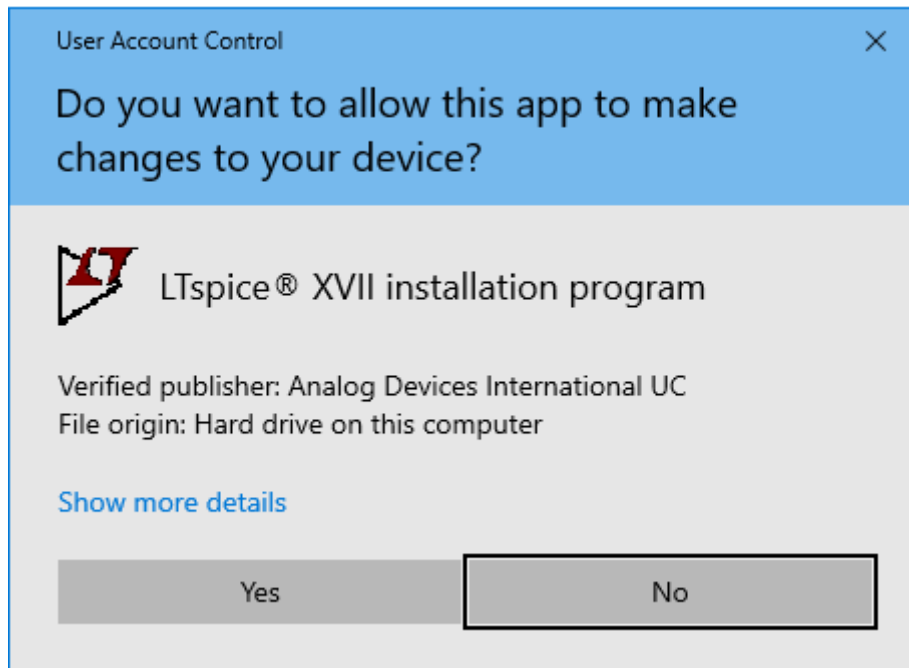 User Account Control
Do you want to allow this app to make
changes to your device?
LT
LTspice® XVII installation program
Verified publisher: Analog Devices International UC
File origin: Hard drive on this computer
Show more details
Yes
No